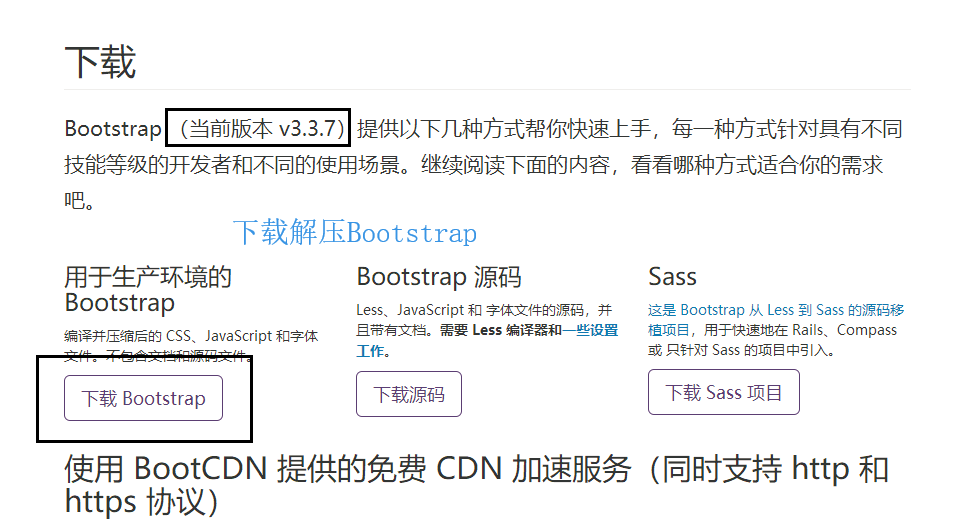 下载
Bootstrap（当前版本 v3.3.7）提供以下几种方式帮你快速上手，每一种方式针对具有不同
技能等级的开发者和不同的使用场景。继续阅读下面的内容，看看哪种方式适合你的需求
吧。
下载解压Bootstrap
用于生产环境的
Bootstrap
编译并压缩后的 CSS、JavaScript 和字体
文件。不包含文档和源码文件。
下载 Bootstrap
Bootstrap 源码
Less、JavaScript 和 字体文件的源码，并
且带有文档。需要 Less 编译器和一些设置
工作。
下载源码
Sass
这是 Bootstrap 从 Less 到 Sass 的源码移
植项目，用于快速地在 Rails、Compass
或 只针对 Sass 的项目中引入。
下载 Sass 项目
使用 BootCDN 提供的免费 CDN 加速服务（同时支持 http 和
https 协议）